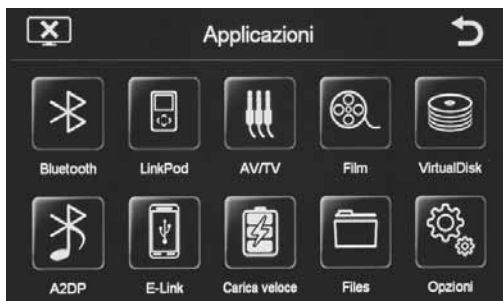 Applicazioni
Bluetooth LinkPod AV/TV Film VirtualDisk
A2DP E-Link Carica veloce Files Opzioni